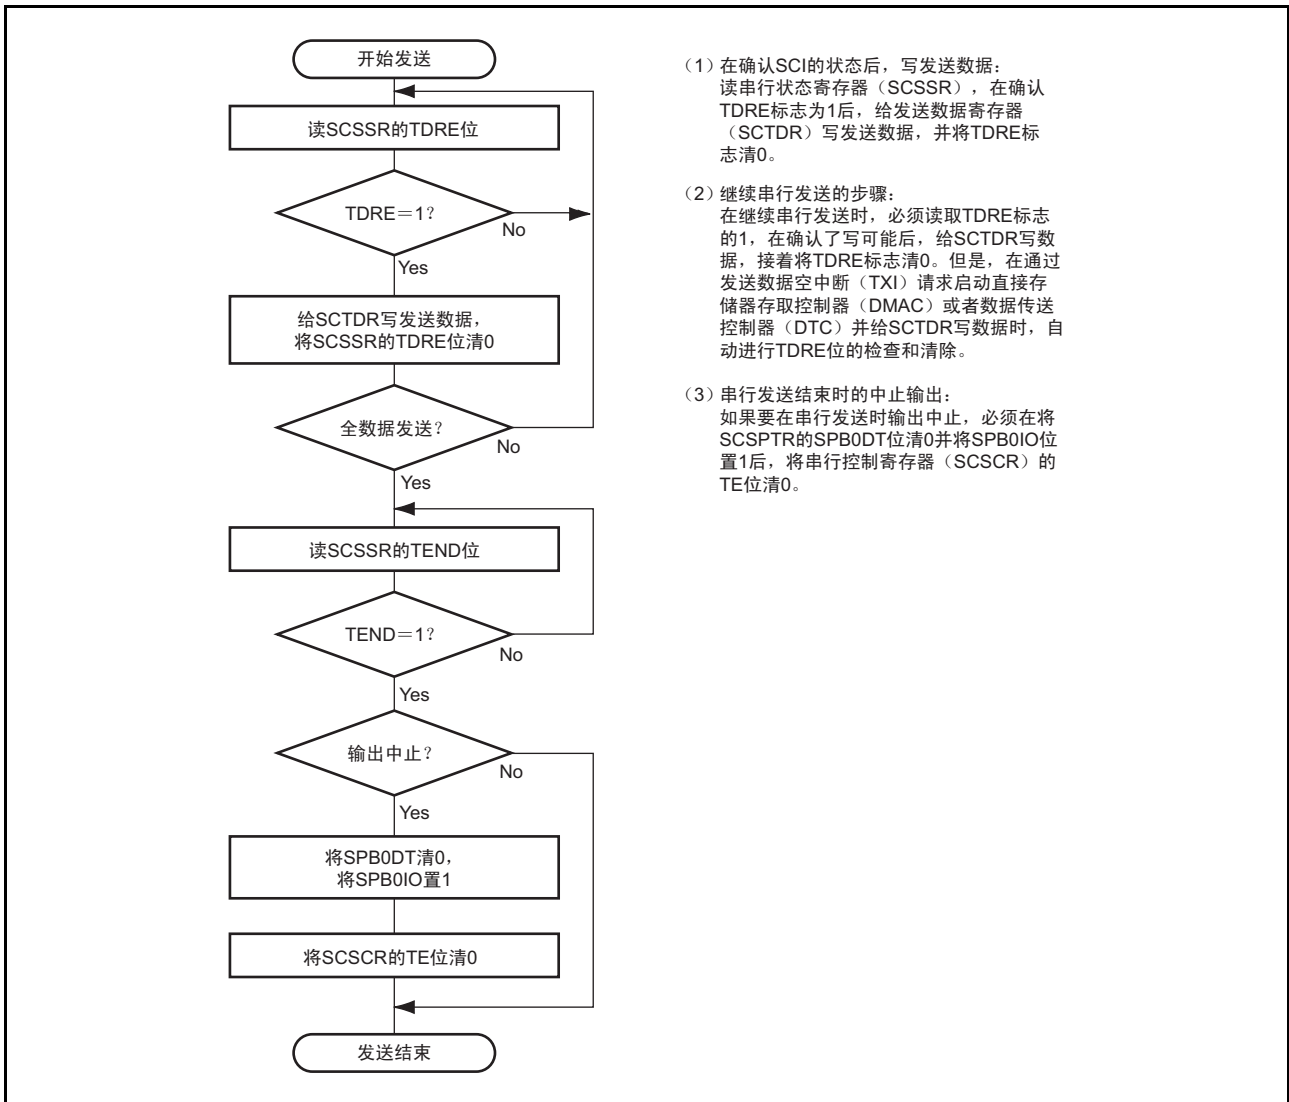 开始发送
读SCSSR的TDRE位
TDRE＝1？
No
Yes
给SCTDR写发送数据，
将SCSSR的TDRE位清0
全数据发送？
No
Yes
读SCSSR的TEND位
TEND＝1？
No
Yes
输出中止？
No
Yes
将SPB0DT清0，
将SPB0IO置1
将SCSCR的TE位清0
发送结束
（1）在确认SCI的状态后，写发送数据：
读串行状态寄存器（SCSSR），在确认
TDRE标志为1后，给发送数据寄存器
（SCTDR）写发送数据，并将TDRE标
志清0。
（2）继续串行发送的步骤：
在继续串行发送时，必须读取TDRE标志
的1，在确认了写可能后，给SCTDR写数
据，接着将TDRE标志清0。但是，在通过
发送数据空中断（TXI）请求启动直接存
储器存取控制器（DMAC）或者数据传送
控制器（DTC）并给SCTDR写数据时，自
动进行TDRE位的检查和清除。
（3）串行发送结束时的中止输出：
如果要在串行发送时输出中止，必须在将
SCSPTR的SPB0DT位清0并将SPB0IO位
置1后，将串行控制寄存器（SCSCR）的
TE位清0。